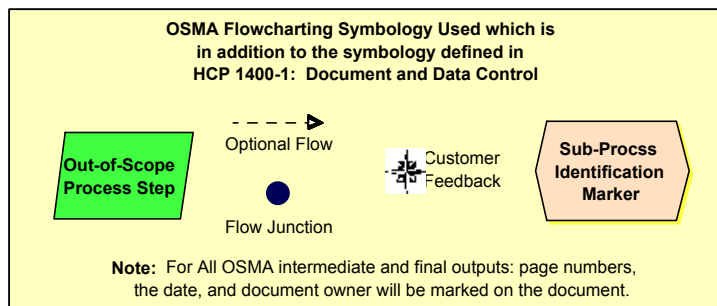 OSMA Flowcharting Symbology Used which is
in addition to the symbology defined in
HCP 1400-1:  Document and Data Control
Out-of-Scope
Process Step
Optional Flow
Flow Junction
Customer
Feedback
Sub-Procss
Identification
Marker
Note:  For All OSMA intermediate and final outputs: page numbers,
the date, and document owner will be marked on the document.